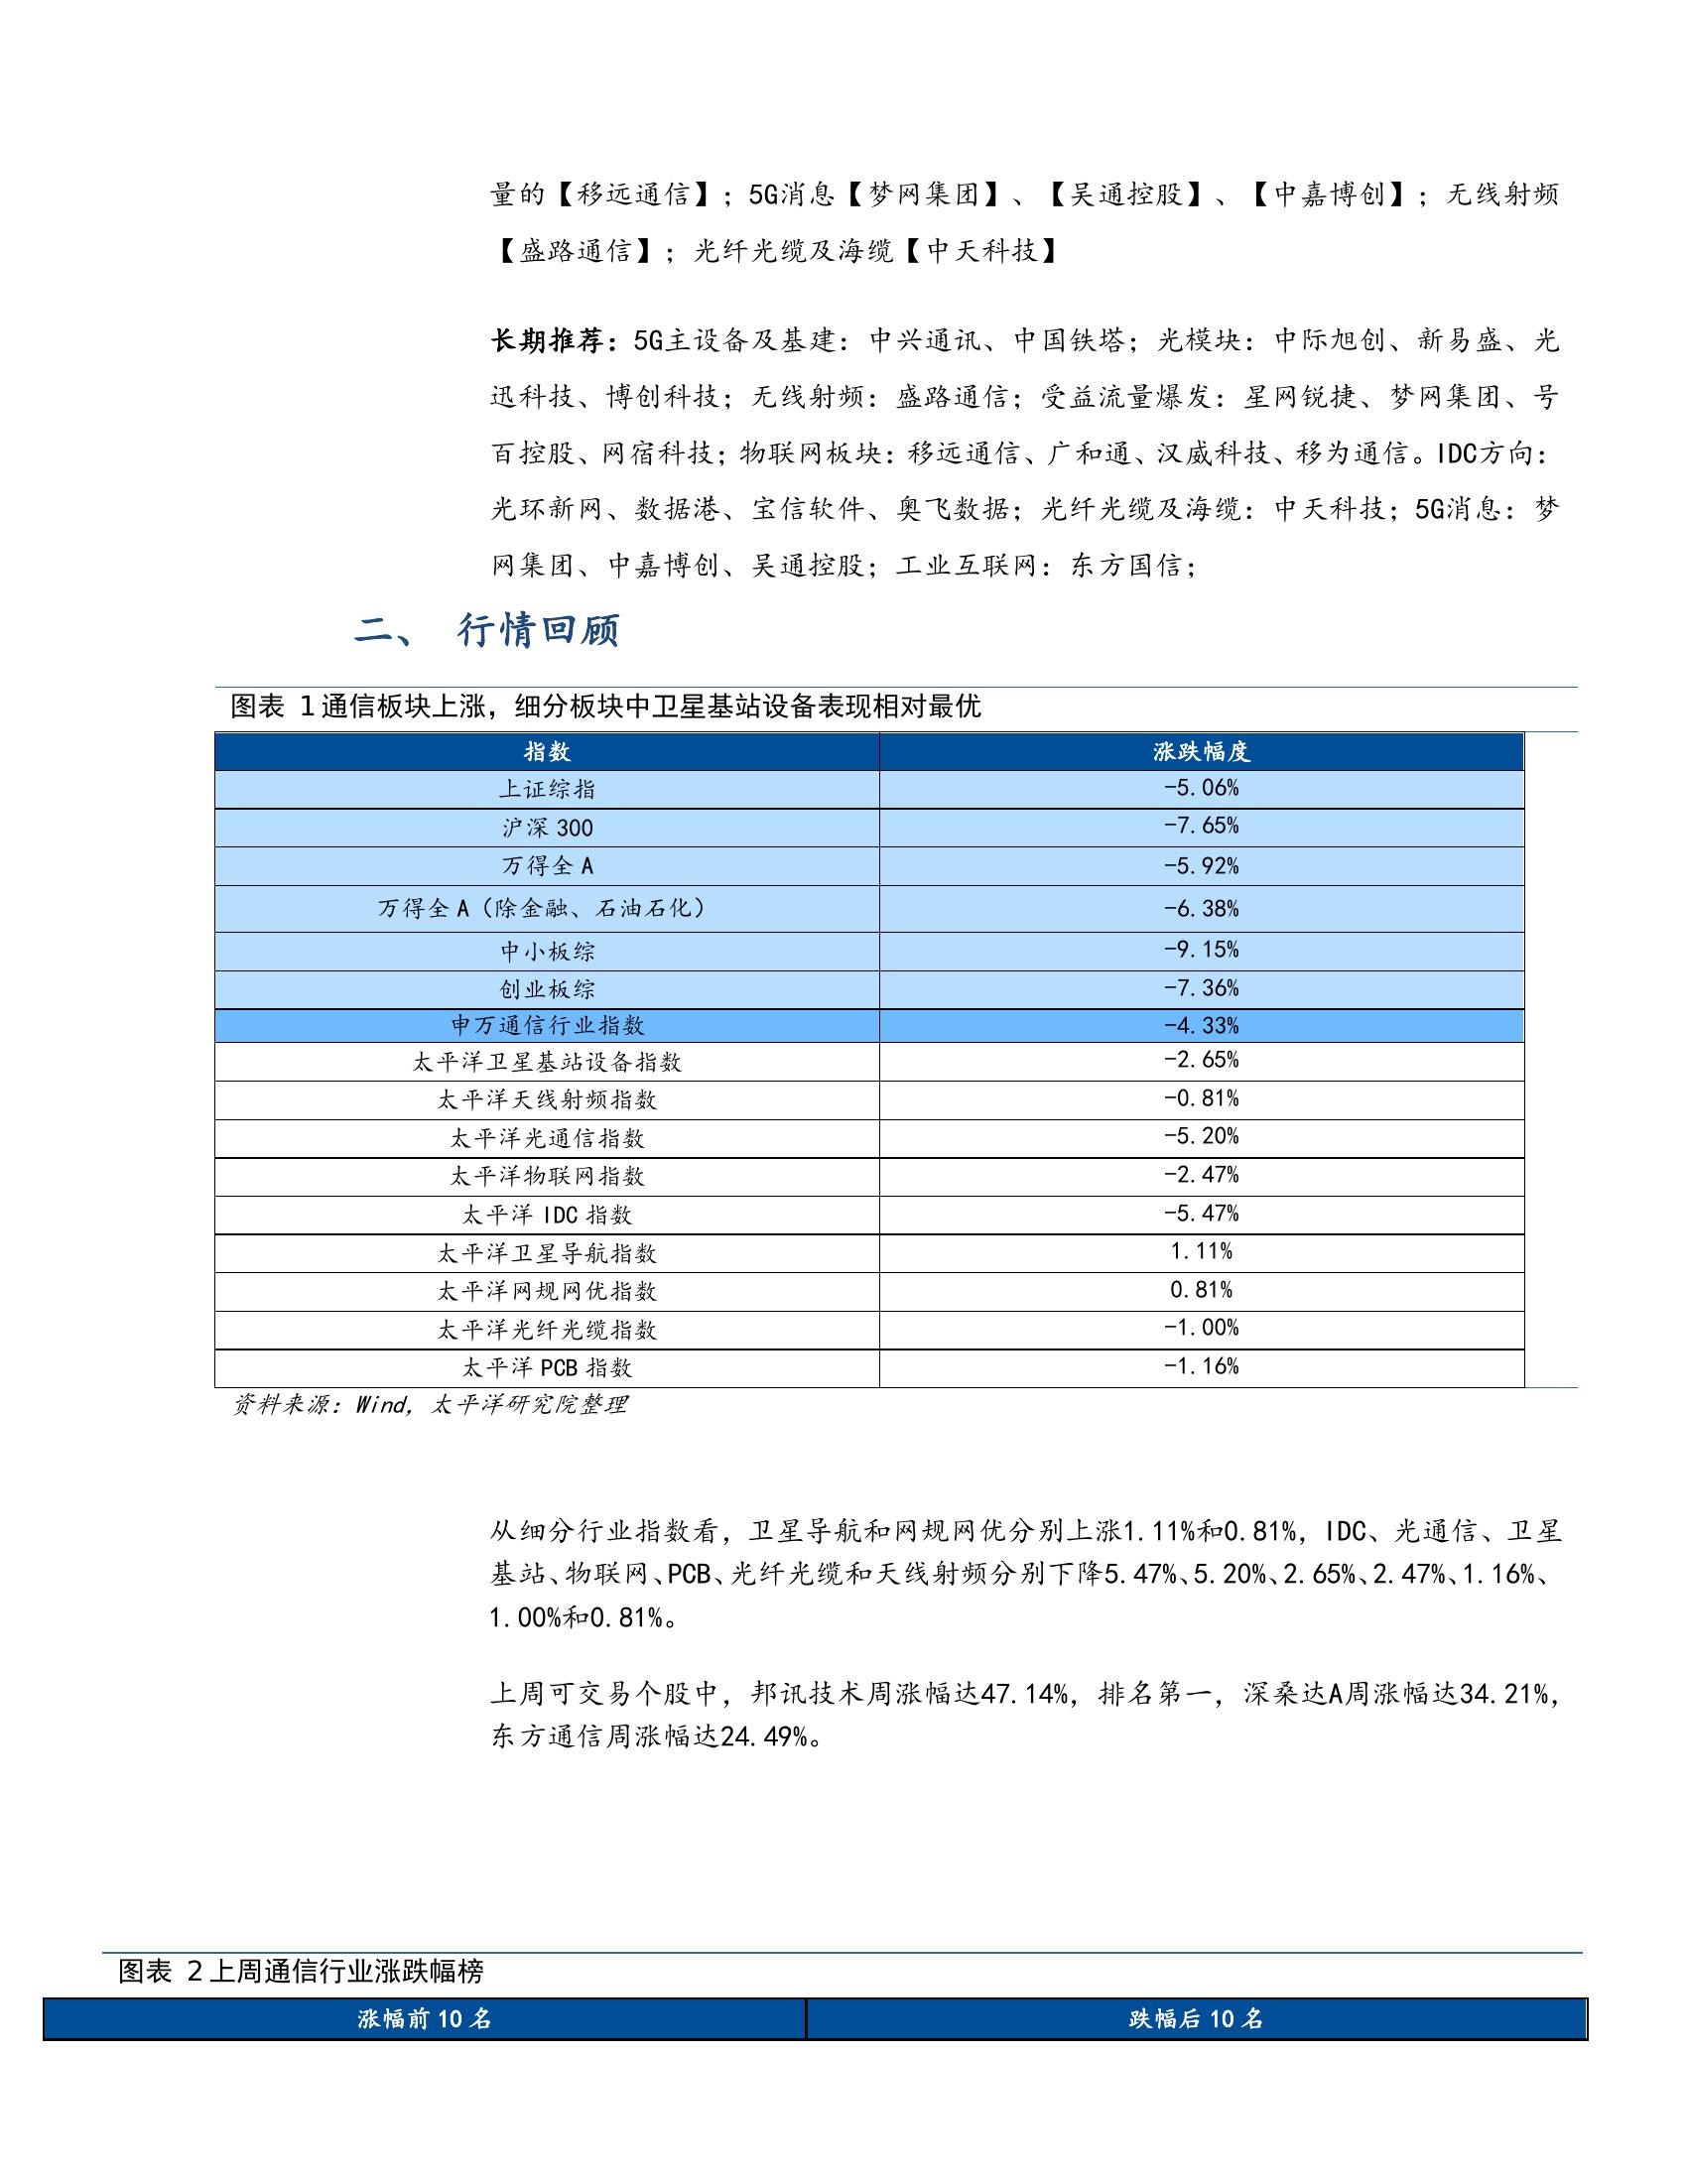 量的【移远通信】；5G消息【梦网集团】、【吴通控股】、【中嘉博创】；无线射频
【盛路通信】；光纤光缆及海缆【中天科技】
长期推荐：5G主设备及基建：中兴通讯、中国铁塔；光模块：中际旭创、新易盛、光
迅科技、博创科技；无线射频：盛路通信；受益流量爆发：星网锐捷、梦网集团、号
百控股、网宿科技；物联网板块：移远通信、广和通、汉威科技、移为通信。IDC方向：
光环新网、数据港、宝信软件、奥飞数据；光纤光缆及海缆：中天科技；5G消息：梦
网集团、中嘉博创、吴通控股；工业互联网：东方国信；
二、 行情回顾
图表 1通信板块上涨，细分板块中卫星基站设备表现相对最优
指数 涨跌幅度
上证综指 -5.06%
沪深 300 -7.65%
万得全 A -5.92%
万得全 A（除金融、石油石化） -6.38%
中小板综 -9.15%
创业板综 -7.36%
申万通信行业指数 -4.33%
太平洋卫星基站设备指数 -2.65%
太平洋天线射频指数 -0.81%
太平洋光通信指数 -5.20%
太平洋物联网指数 -2.47%
太平洋 IDC 指数 -5.47%
太平洋卫星导航指数 1.11%
太平洋网规网优指数 0.81%
太平洋光纤光缆指数 -1.00%
太平洋 PCB 指数 -1.16%
资料来源：Wind，太平洋研究院整理
从细分行业指数看，卫星导航和网规网优分别上涨1.11%和0.81%，IDC、光通信、卫星
基站、物联网、PCB、光纤光缆和天线射频分别下降5.47%、5.20%、2.65%、2.47%、1.16%、
1.00%和0.81%。
上周可交易个股中，邦讯技术周涨幅达47.14%，排名第一，深桑达A周涨幅达34.21%，
东方通信周涨幅达24.49%。
图表 2上周通信行业涨跌幅榜
涨幅前 10 名 跌幅后 10 名